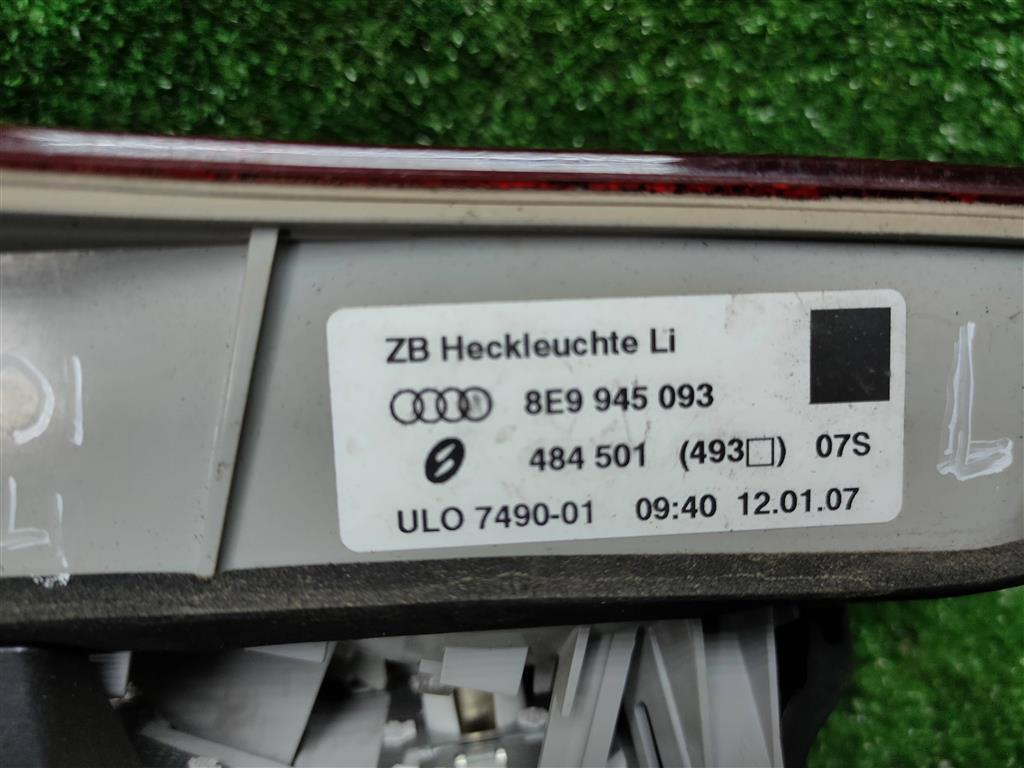 ZB Heckleuchte Li
8E9 945 093
484 501 (493□) 07S
ULO 7490-01 09:40 12.01.07
L